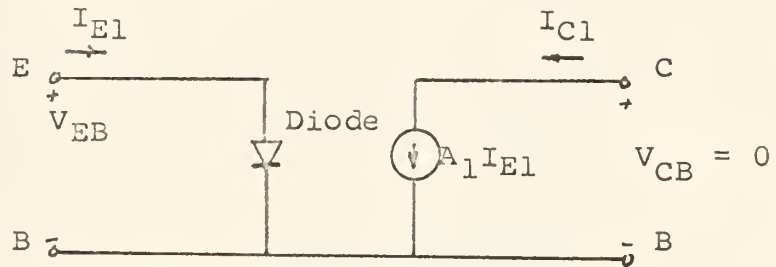 I_E1 I_C1
E C
+ +
V_EB Diode A_1I_E1 V_CB = 0
- -
B B